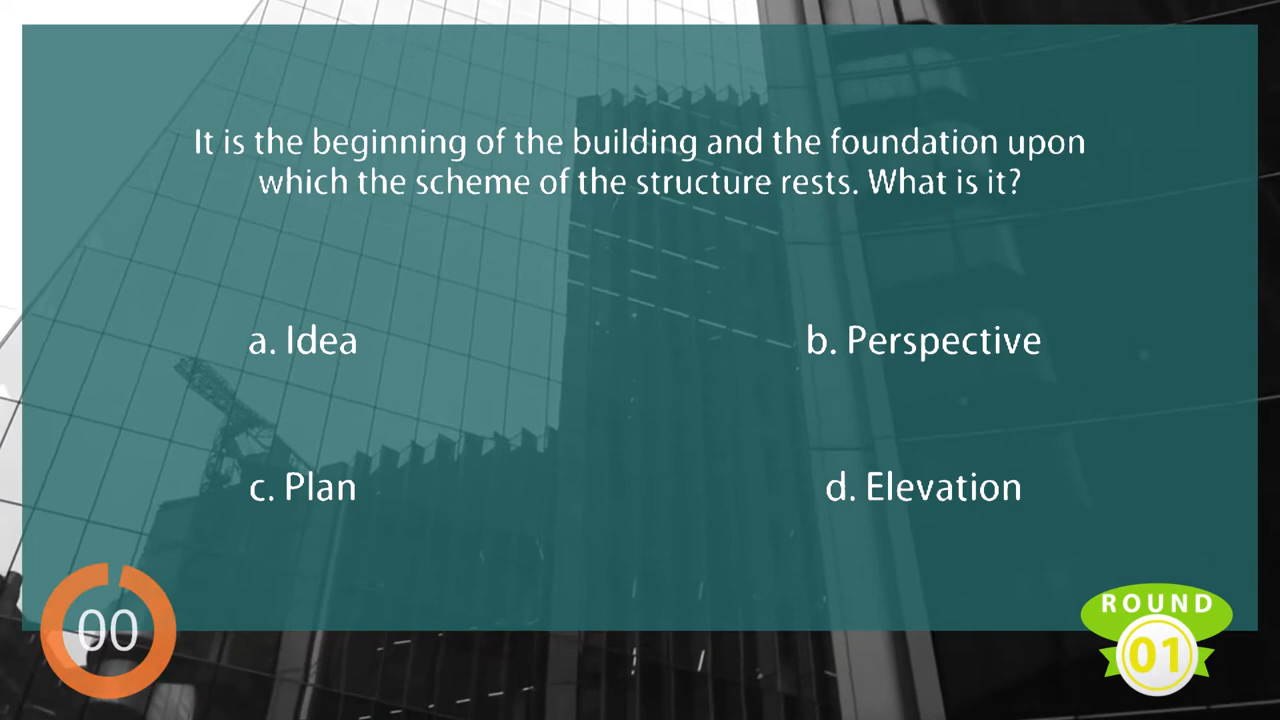 It is the beginning of the building and the foundation upon
which the scheme of the structure rests. What is it?
a. Idea
b. Perspective
c. Plan
d. Elevation
00
ROUND
01